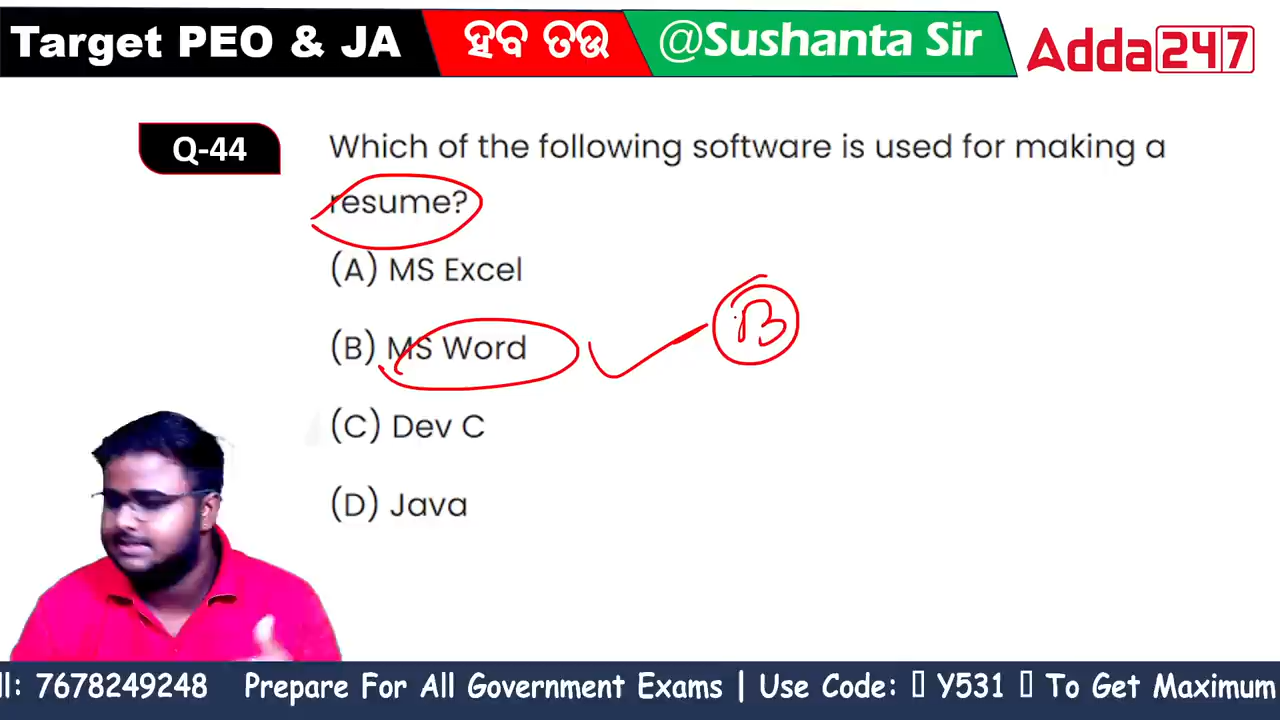 Target PEO & JA ହବ ତଉ @Sushanta Sir Adda247
Q-44 Which of the following software is used for making a
resume?
(A) MS Excel
(B) MS Word B
(C) Dev C
(D) Java
ll: 7678249248 Prepare For All Government Exams | Use Code: Y531 To Get Maximum